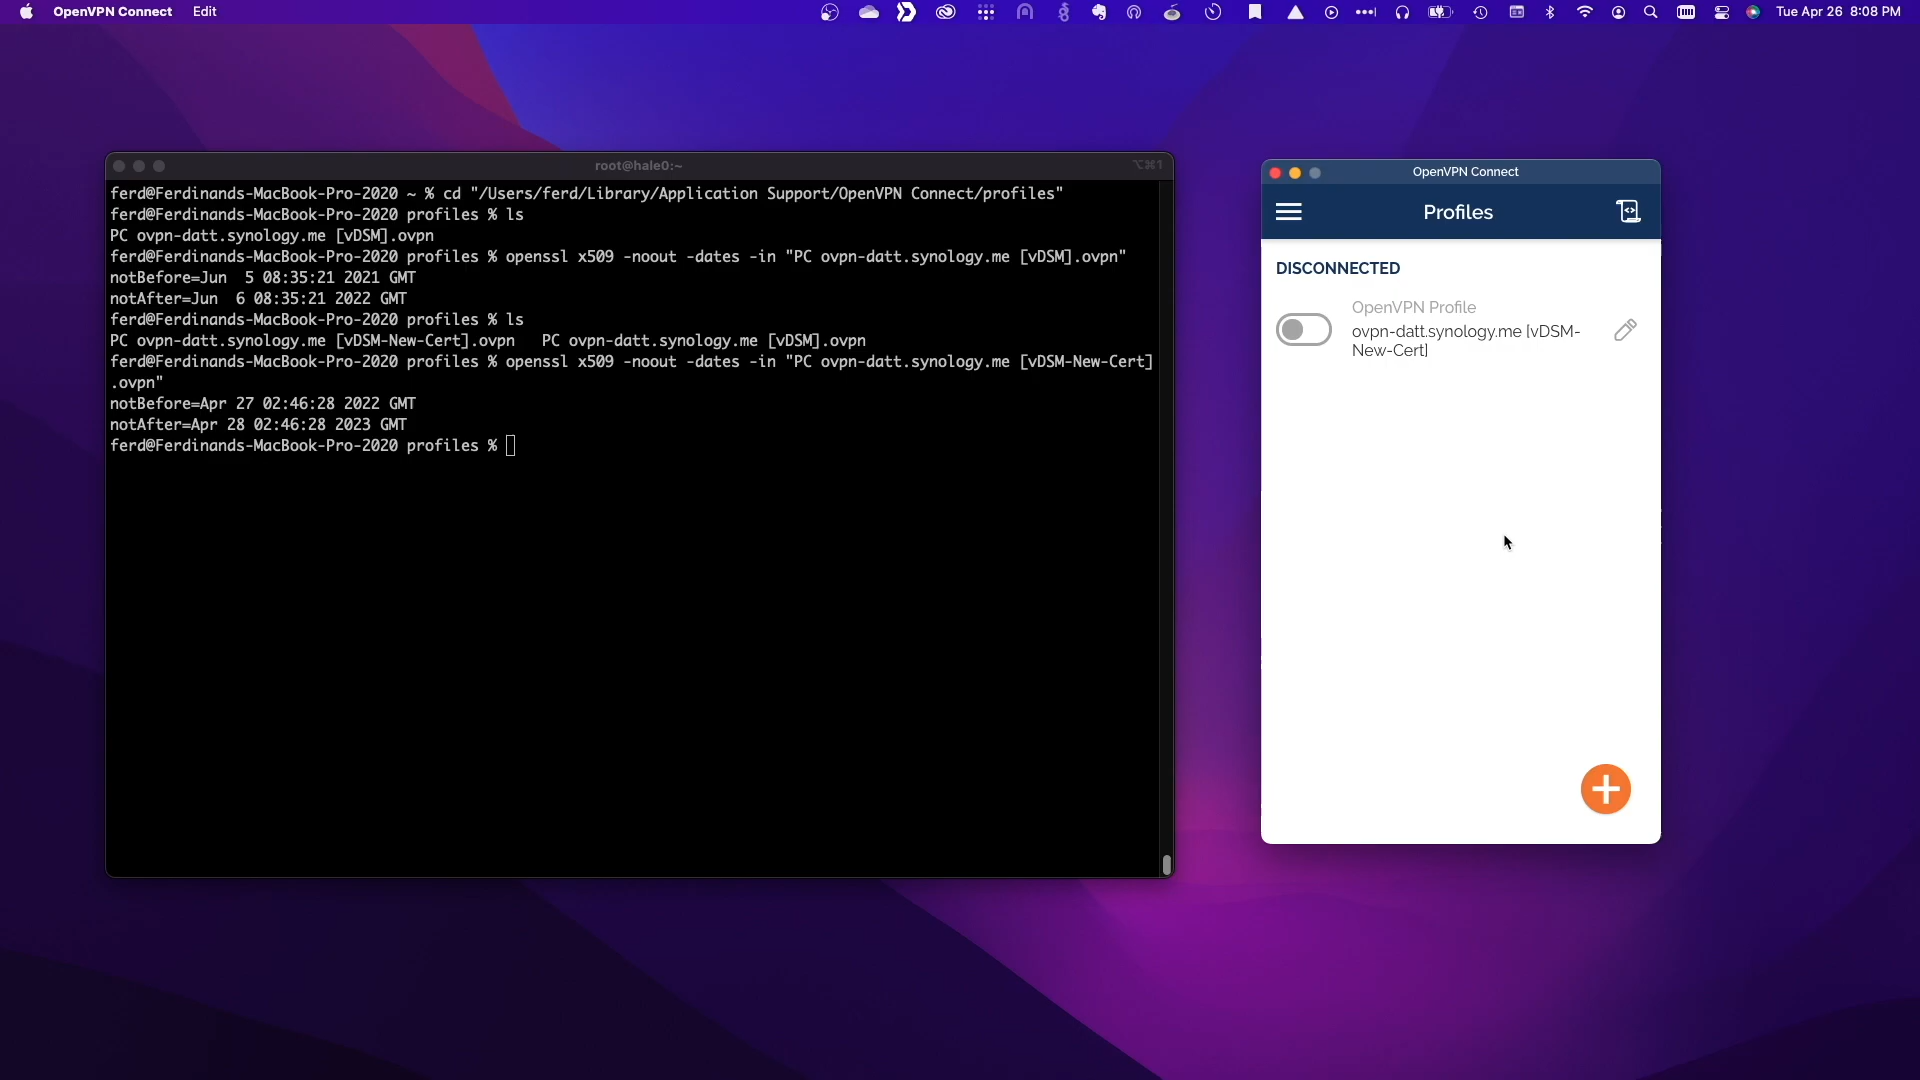 OpenVPN Connect Edit
Tue Apr 26 8:08 PM
root@hale0:~
⌥⌘1
ferd@Ferdinands-MacBook-Pro-2020 ~ % cd "/Users/ferd/Library/Application Support/OpenVPN Connect/profiles"
ferd@Ferdinands-MacBook-Pro-2020 profiles % ls
PC ovpn-datt.synology.me [vDSM].ovpn
ferd@Ferdinands-MacBook-Pro-2020 profiles % openssl x509 -noout -dates -in "PC ovpn-datt.synology.me [vDSM].ovpn"
notBefore=Jun  5 08:35:21 2021 GMT
notAfter=Jun  6 08:35:21 2022 GMT
ferd@Ferdinands-MacBook-Pro-2020 profiles % ls
PC ovpn-datt.synology.me [vDSM-New-Cert].ovpn   PC ovpn-datt.synology.me [vDSM].ovpn
ferd@Ferdinands-MacBook-Pro-2020 profiles % openssl x509 -noout -dates -in "PC ovpn-datt.synology.me [vDSM-New-Cert]
.ovpn"
notBefore=Apr 27 02:46:28 2022 GMT
notAfter=Apr 28 02:46:28 2023 GMT
ferd@Ferdinands-MacBook-Pro-2020 profiles %
OpenVPN Connect
Profiles
DISCONNECTED
OpenVPN Profile
ovpn-datt.synology.me [vDSM-
New-Cert]